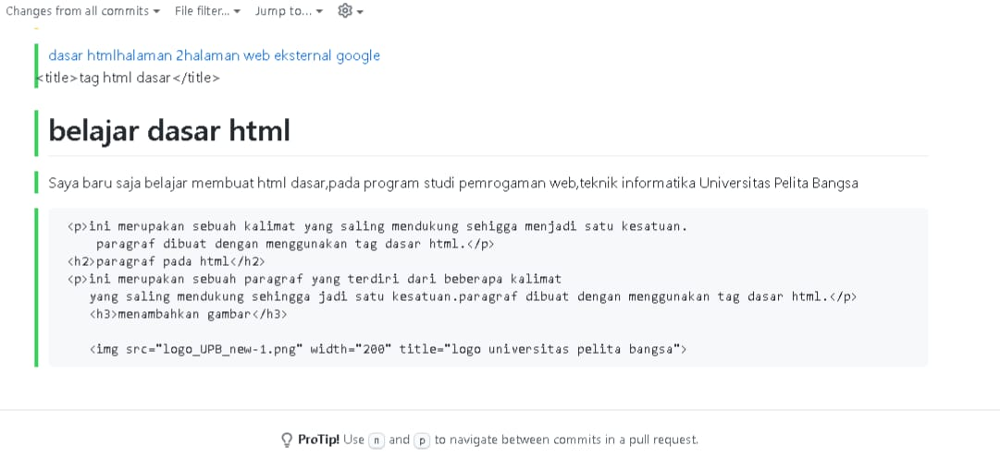 Changes from all commits File filter... Jump to...
dasar htmlhalaman 2halaman web eksternal google
<title>tag html dasar</title>
belajar dasar html
Saya baru saja belajar membuat html dasar,pada program studi pemrogaman web,teknik informatika Universitas Pelita Bangsa
<p>ini merupakan sebuah kalimat yang saling mendukung sehigga menjadi satu kesatuan.
paragraf dibuat dengan menggunakan tag dasar html.</p>
<h2>paragraf pada html</h2>
<p>ini merupakan sebuah paragraf yang terdiri dari beberapa kalimat
yang saling mendukung sehingga jadi satu kesatuan.paragraf dibuat dengan menggunakan tag dasar html.</p>
<h3>menambahkan gambar</h3>
<img src="logo_UPB_new-1.png" width="200" title="logo universitas pelita bangsa">
ProTip! Use n and p to navigate between commits in a pull request.